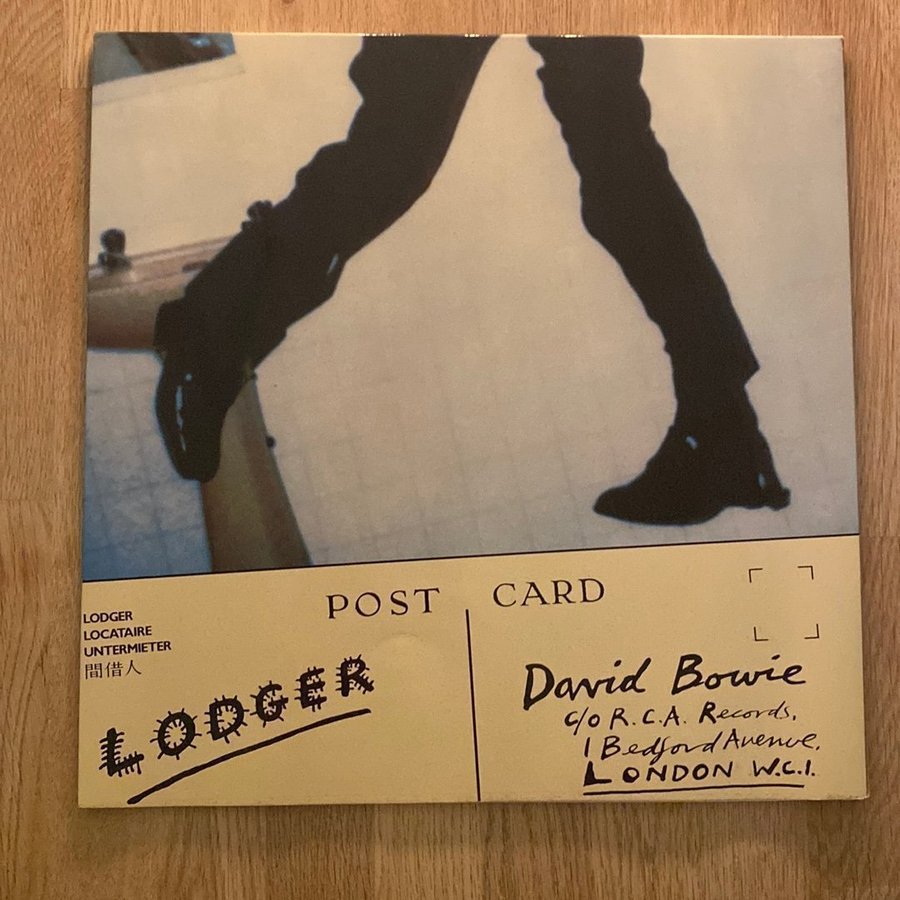 POST CARD
LODGER
LOCATAIRE
UNTERMIETER
間借人
LODGER
David Bowie
c/o R.C.A. Records,
1 Bedford Avenue,
LONDON W.C.1.